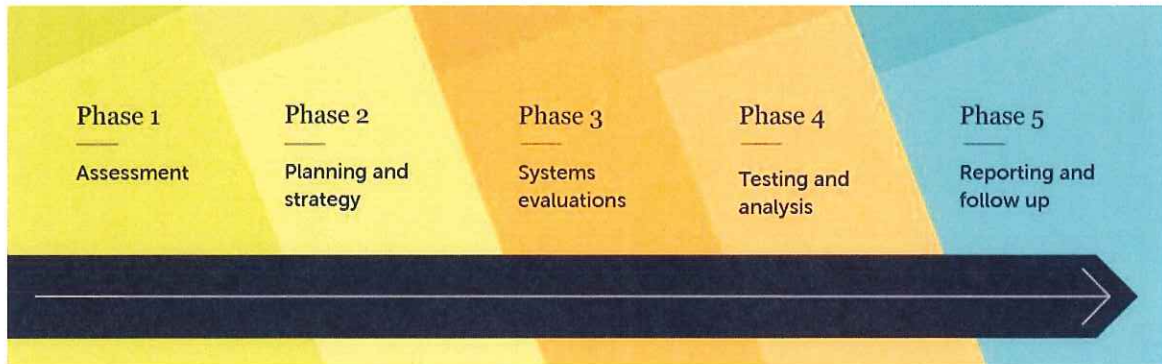 Phase 1
Assessment
Phase 2
Planning and
strategy
Phase 3
Systems
evaluations
Phase 4
Testing and
analysis
Phase 5
Reporting and
follow up